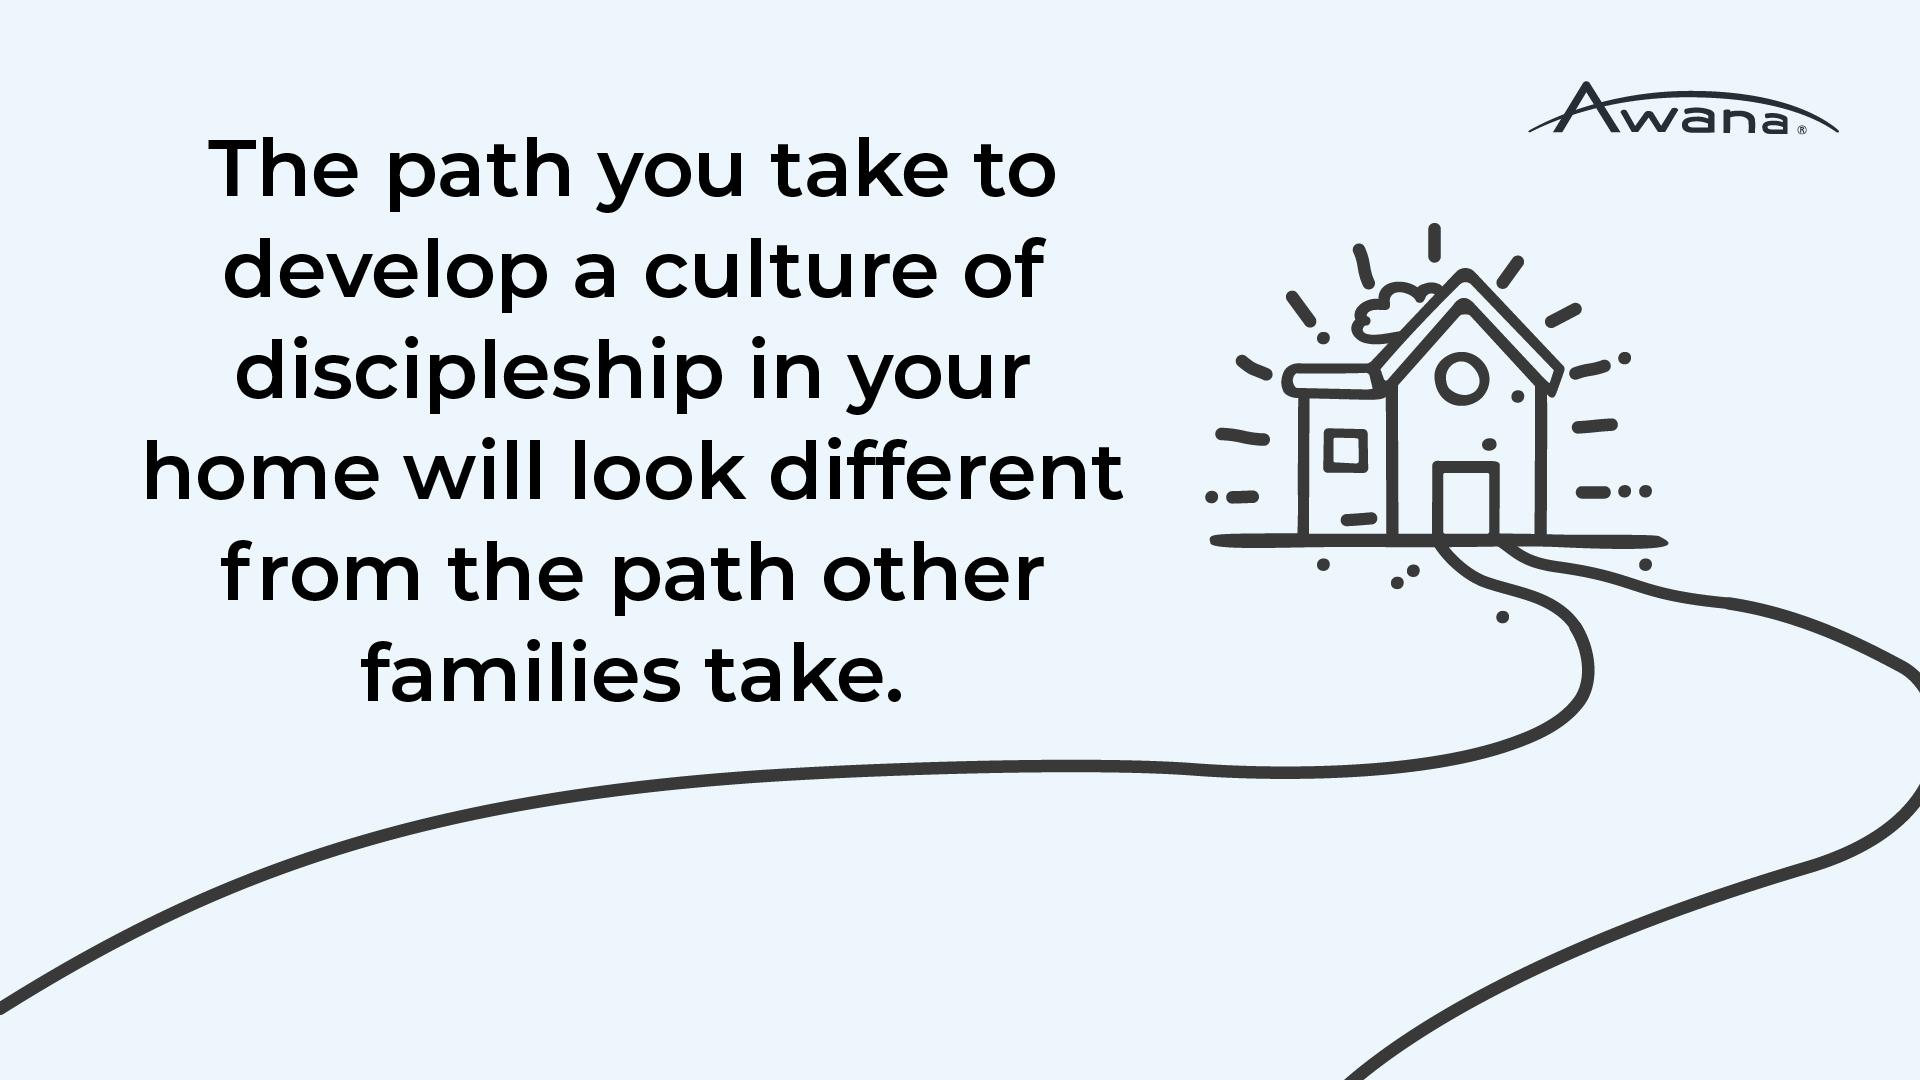 Awana®
The path you take to
develop a culture of
discipleship in your
home will look different
from the path other
families take.